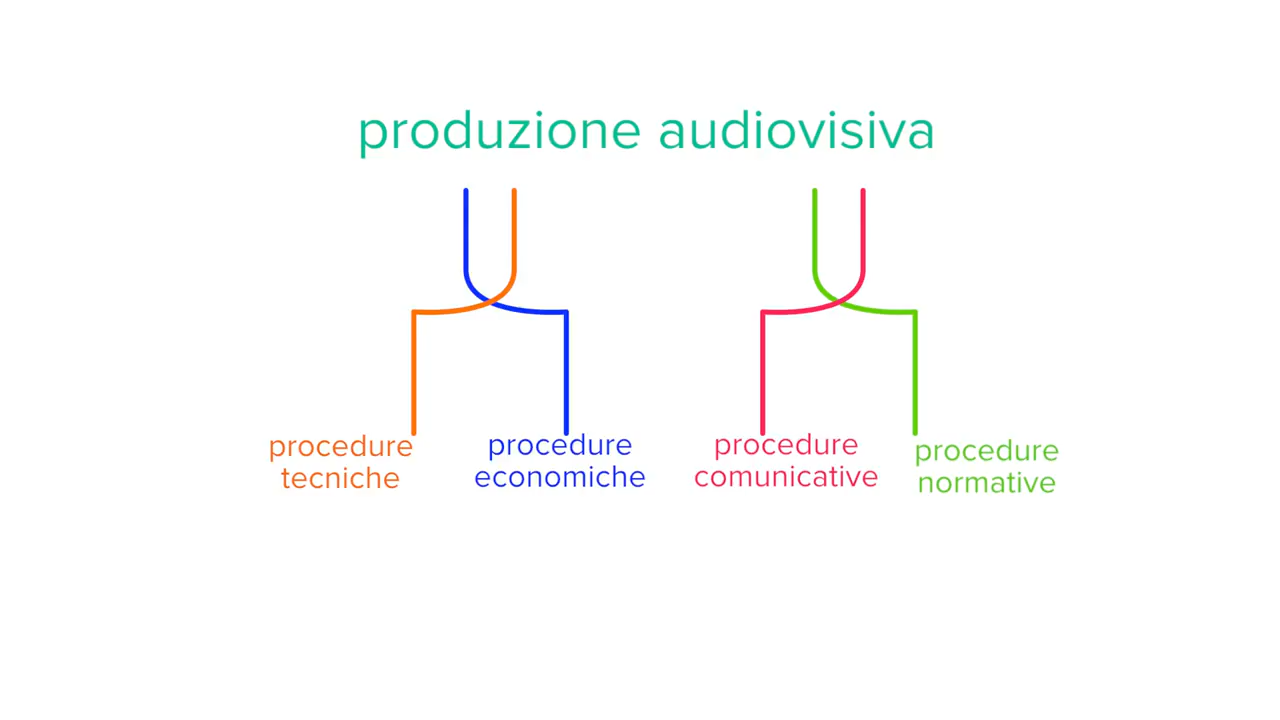 produzione audiovisiva
procedure
tecniche
procedure
economiche
procedure
comunicative
procedure
normative